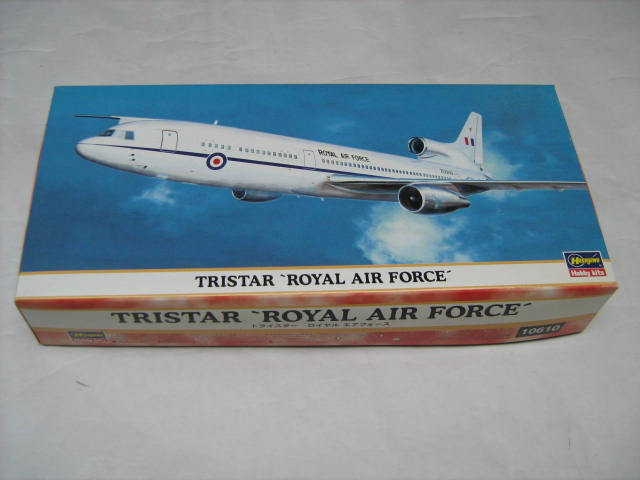 ROYAL AIR FORCE
Hasegawa
Hobby kits
TRISTAR `ROYAL AIR FORCE´
Hasegawa
TRISTAR `ROYAL AIR FORCE´
トライスター ロイヤル エアフォース
10610